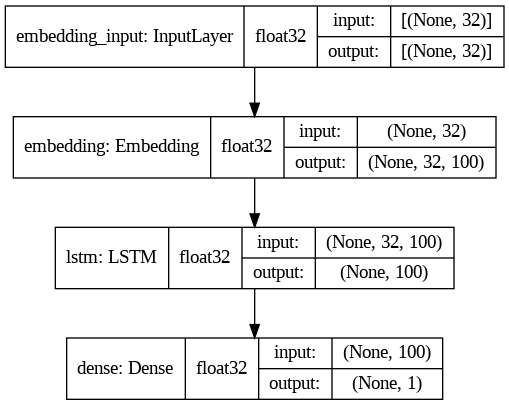 embedding_input: InputLayer float32 input: [(None, 32)]
output: [(None, 32)]
embedding: Embedding float32 input: (None, 32)
output: (None, 32, 100)
lstm: LSTM float32 input: (None, 32, 100)
output: (None, 100)
dense: Dense float32 input: (None, 100)
output: (None, 1)